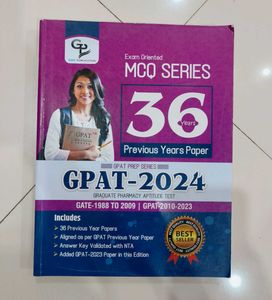 GP
Exam Oriented
MCQ SERIES
36
Years
Previous Years Paper
GPAT
GPAT PREP SERIES
GPAT-2024
GRADUATE PHARMACY APTITUDE TEST
GATE-1988 TO 2009 | GPAT 2010-2023
Includes
» 36 Previous Year Papers
» Aligned as per GPAT Previous Year Paper
» Answer Key Validated with NTA
» Added GPAT-2023 Paper in this Edition
BEST
SELLER